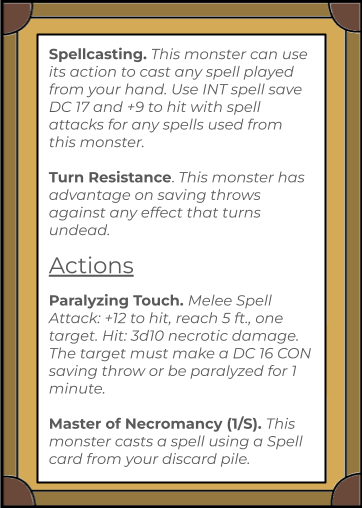 Spellcasting. This monster can use
its action to cast any spell played
from your hand. Use INT spell save
DC 17 and +9 to hit with spell
attacks for any spells used from
this monster.
Turn Resistance. This monster has
advantage on saving throws
against any effect that turns
undead.
Actions
Paralyzing Touch. Melee Spell
Attack: +12 to hit, reach 5 ft., one
target. Hit: 3d10 necrotic damage.
The target must make a DC 16 CON
saving throw or be paralyzed for 1
minute.
Master of Necromancy (1/S). This
monster casts a spell using a Spell
card from your discard pile.